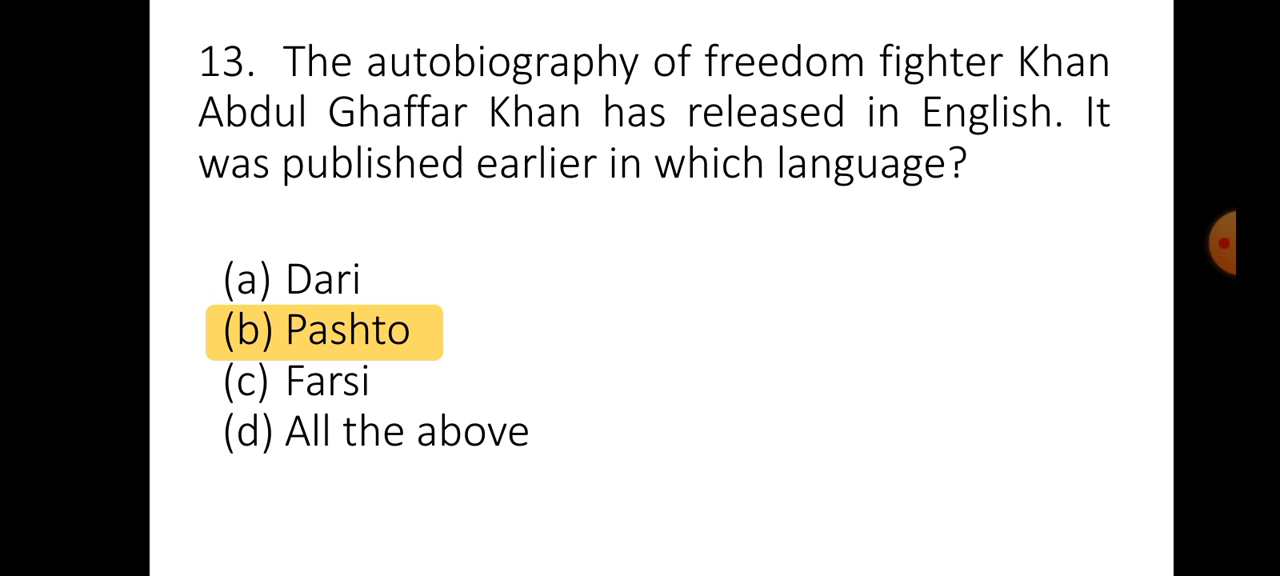 13. The autobiography of freedom fighter Khan
Abdul Ghaffar Khan has released in English. It
was published earlier in which language?
(a) Dari
(b) Pashto
(c) Farsi
(d) All the above